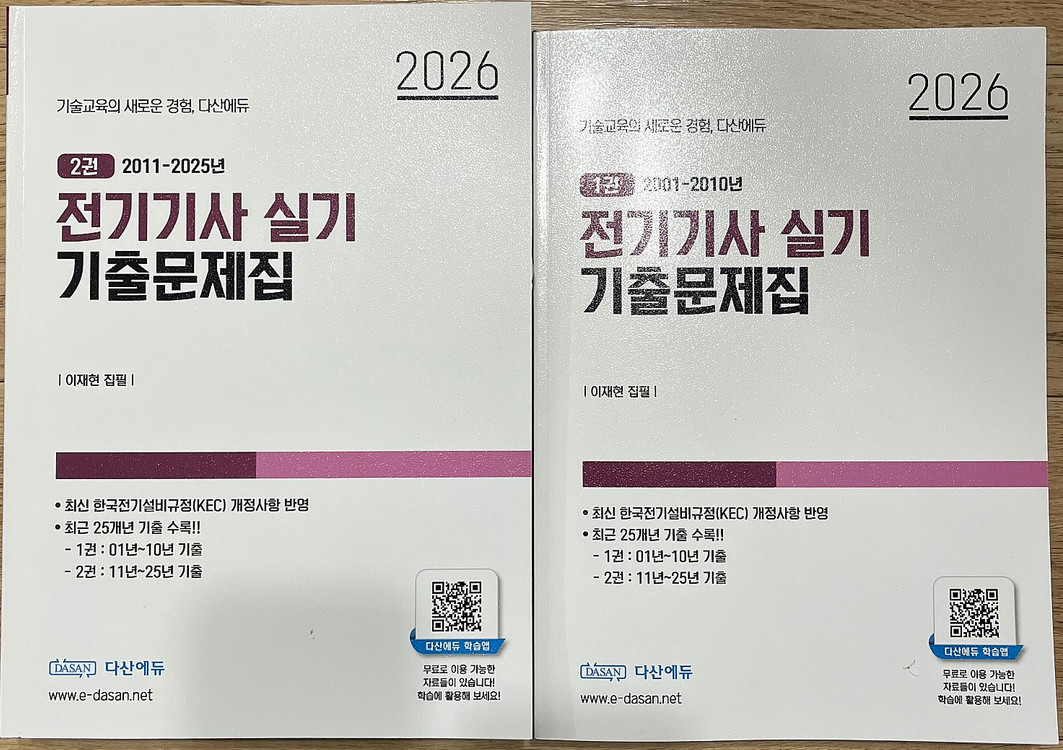 2026
기술교육의 새로운 경험, 다산에듀
2권 2011-2025년
전기기사 실기
기출문제집
| 이재현 집필 |
• 최신 한국전기설비규정(KEC) 개정사항 반영
• 최근 25개년 기출 수록!!
- 1권 : 01년~10년 기출
- 2권 : 11년~25년 기출
다산에듀 학습앱
무료로 이용 가능한
자료들이 있습니다!
학습에 활용해 보세요!
DASAN 다산에듀
www.e-dasan.net
2026
기술교육의 새로운 경험, 다산에듀
1권 2001-2010년
전기기사 실기
기출문제집
| 이재현 집필 |
• 최신 한국전기설비규정(KEC) 개정사항 반영
• 최근 25개년 기출 수록!!
- 1권 : 01년~10년 기출
- 2권 : 11년~25년 기출
다산에듀 학습앱
무료로 이용 가능한
자료들이 있습니다!
학습에 활용해 보세요!
DASAN 다산에듀
www.e-dasan.net